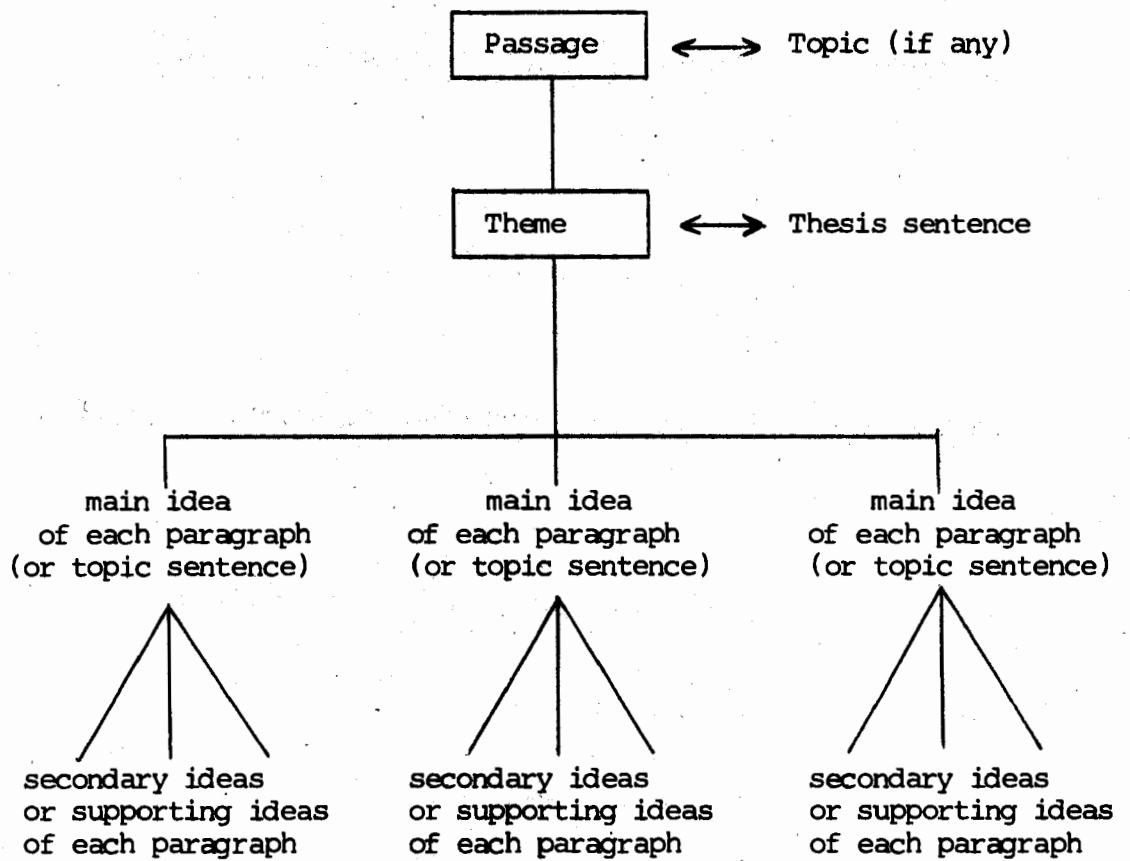 Passage
Topic (if any)
Theme
Thesis sentence
main idea
of each paragraph
(or topic sentence)
main idea
of each paragraph
(or topic sentence)
main idea
of each paragraph
(or topic sentence)
secondary ideas
or supporting ideas
of each paragraph
secondary ideas
or supporting ideas
of each paragraph
secondary ideas
or supporting ideas
of each paragraph